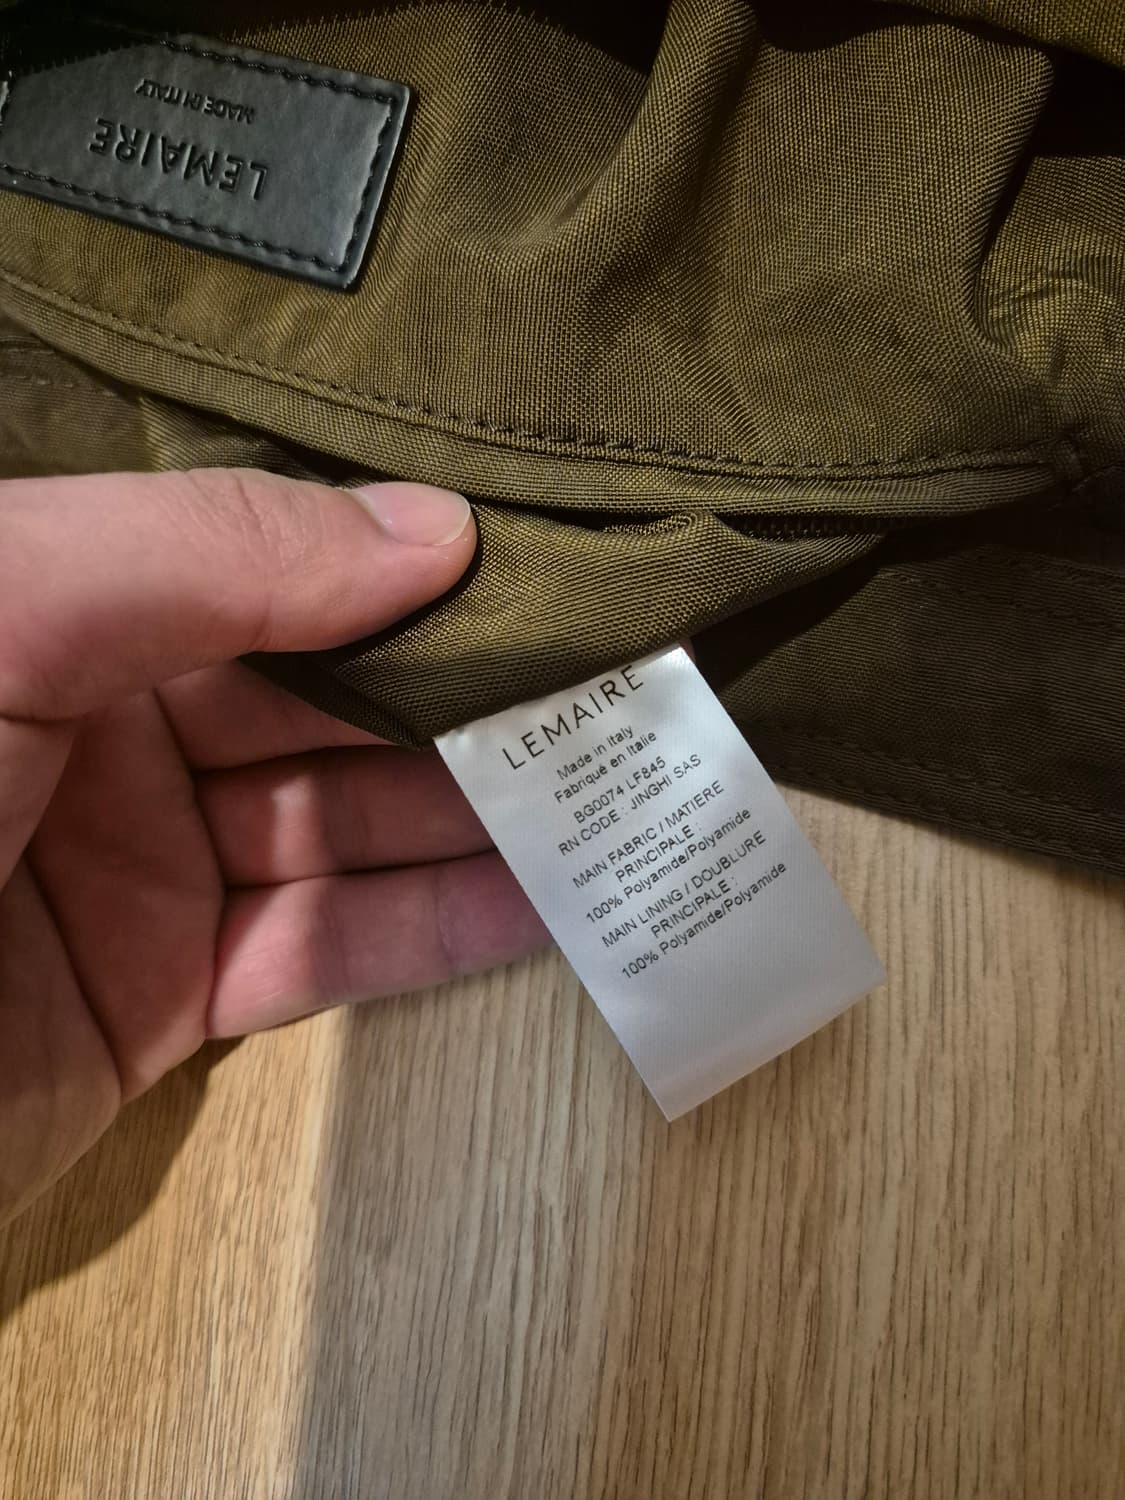 LEMAIRE
MADE IN ITALY
LEMAIRE
Made in Italy
Fabriqué en Italie
BG0074 LF845
RN CODE : JINGHI SAS
MAIN FABRIC / MATIERE
PRINCIPALE :
100% Polyamide/Polyamide
MAIN LINING / DOUBLURE
PRINCIPALE :
100% Polyamide/Polyamide